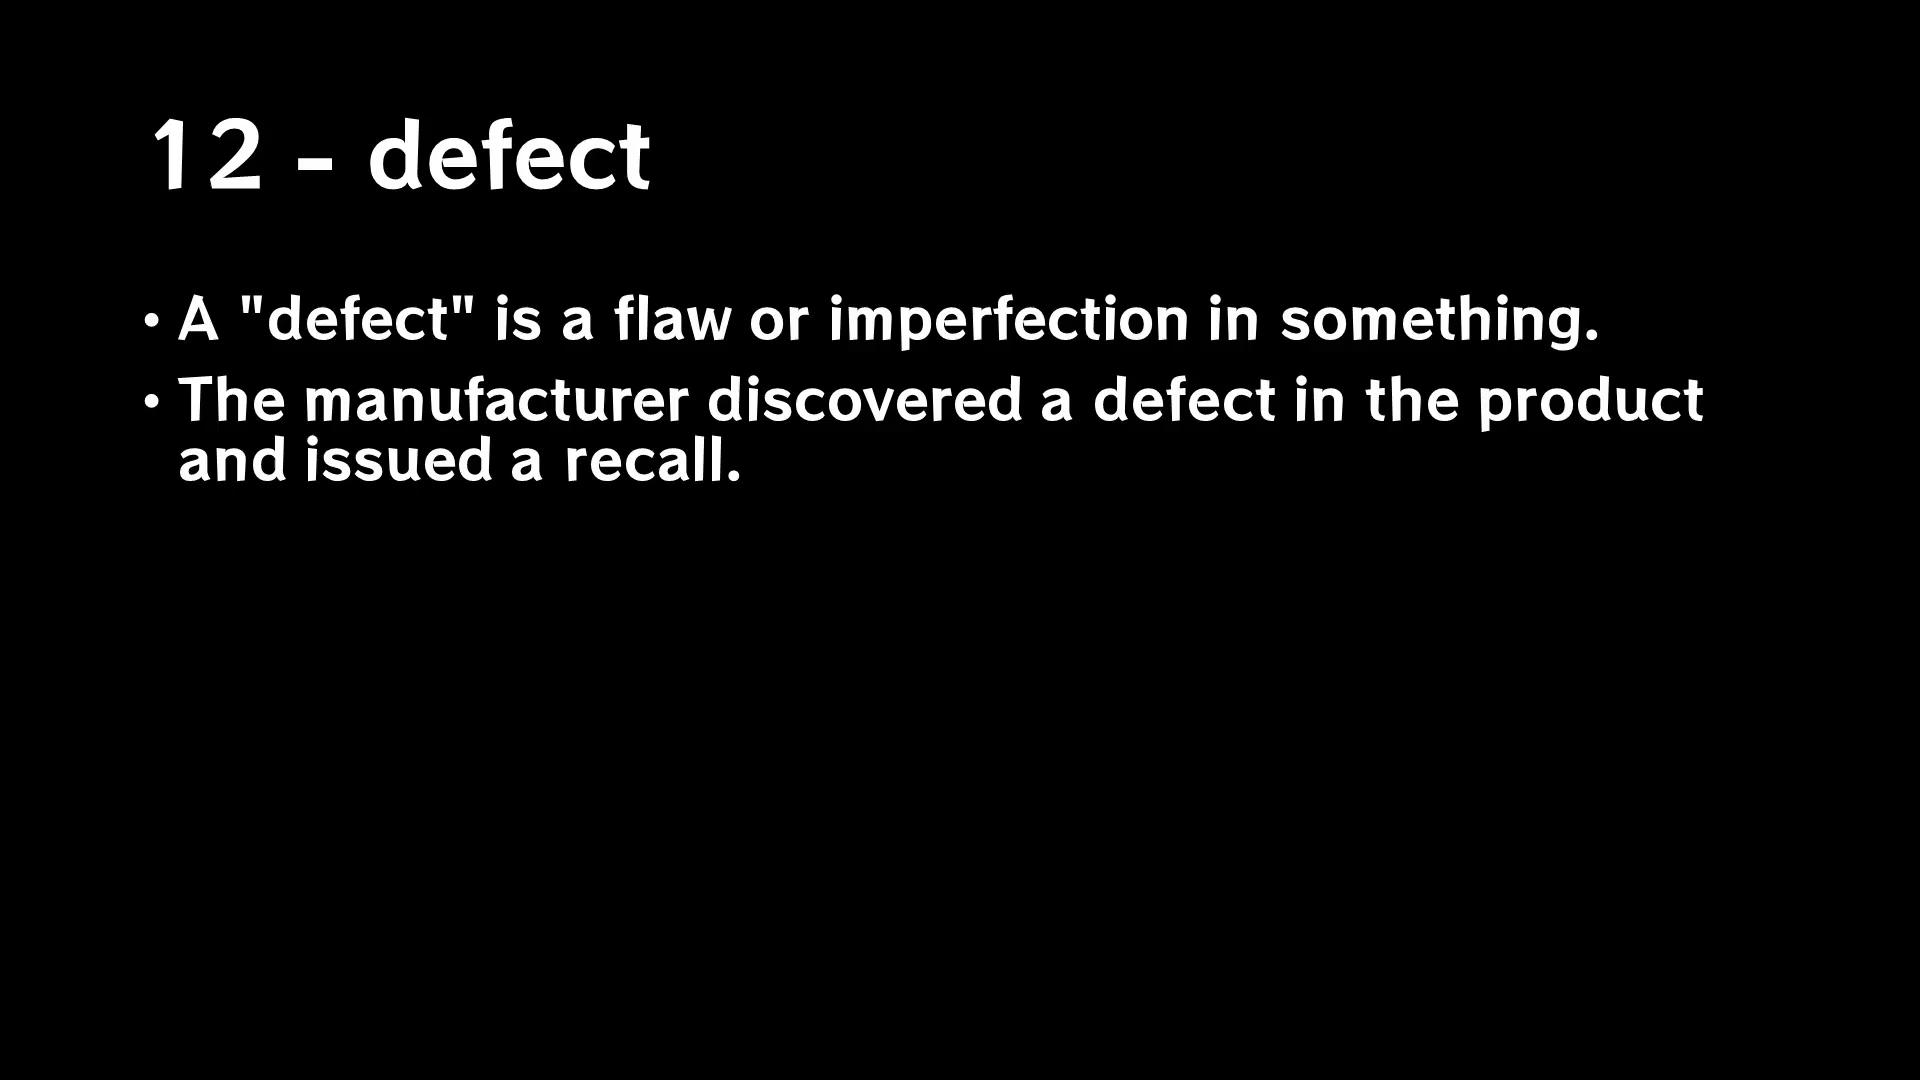 12 - defect
• A "defect" is a flaw or imperfection in something.
• The manufacturer discovered a defect in the product
and issued a recall.